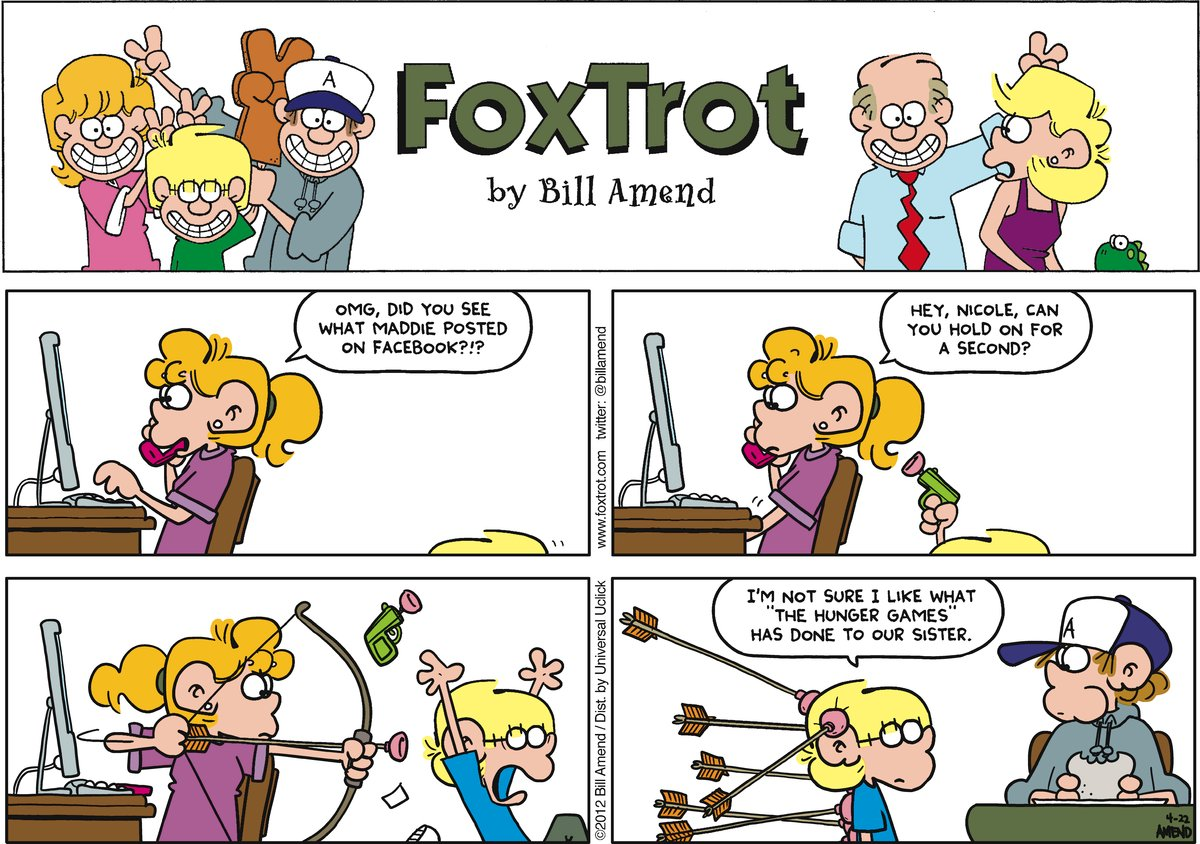 A
FoxTrot
by Bill Amend
OMG, DID YOU SEE
WHAT MADDIE POSTED
ON FACEBOOK?!?
www.foxtrot.com twitter: @billamend
HEY, NICOLE, CAN
YOU HOLD ON FOR
A SECOND?
©2012 Bill Amend / Dist. by Universal Uclick
I'M NOT SURE I LIKE WHAT
"THE HUNGER GAMES"
HAS DONE TO OUR SISTER.
A
4-22
AMEND